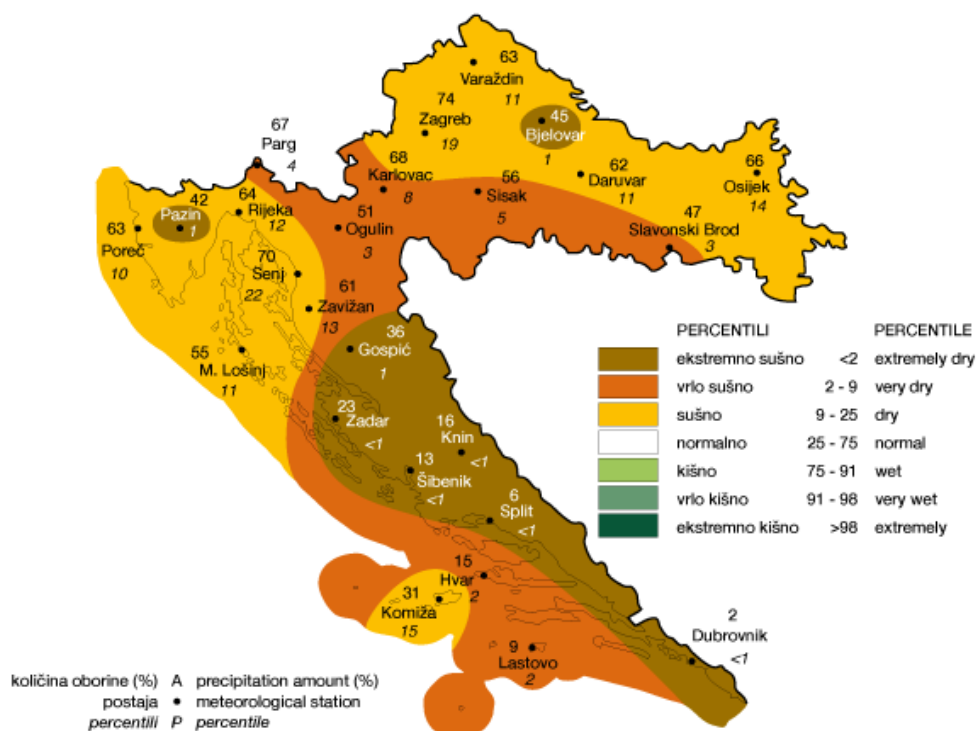 63
Varaždin
11
74
Zagreb
19
45
Bjelovar
1
67
Parg
4
68
Karlovac
8
56
Sisak
5
62
Daruvar
11
66
Osijek
14
42
Pazin
1
64
Rijeka
12
63
Poreč
10
51
Ogulin
3
47
Slavonski Brod
3
70
Senj
22
61
Zavižan
13
55
M. Lošinj
11
36
Gospić
1
23
Zadar
<1
16
Knin
<1
13
Šibenik
<1
6
Split
<1
15
Hvar
2
31
Komiža
15
9
Lastovo
2
2
Dubrovnik
<1
PERCENTILI PERCENTILE
ekstremno sušno <2 extremely dry
vrlo sušno 2 - 9 very dry
sušno 9 - 25 dry
normalno 25 - 75 normal
kišno 75 - 91 wet
vrlo kišno 91 - 98 very wet
ekstremno kišno >98 extremely
količina oborine (%) A precipitation amount (%)
postaja • meteorological station
percentili P percentile